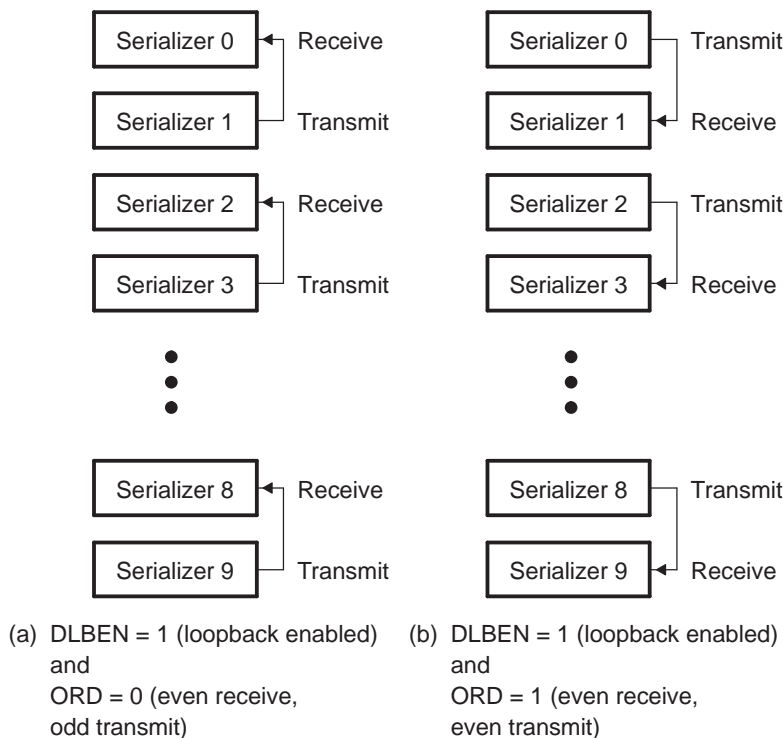 Serializer 0
Receive
Serializer 1
Transmit
Serializer 2
Receive
Serializer 3
Transmit
Serializer 8
Receive
Serializer 9
Transmit
(a) DLBEN = 1 (loopback enabled)
and
ORD = 0 (even receive,
odd transmit)
Serializer 0
Transmit
Serializer 1
Receive
Serializer 2
Transmit
Serializer 3
Receive
Serializer 8
Transmit
Serializer 9
Receive
(b) DLBEN = 1 (loopback enabled)
and
ORD = 1 (even receive,
even transmit)